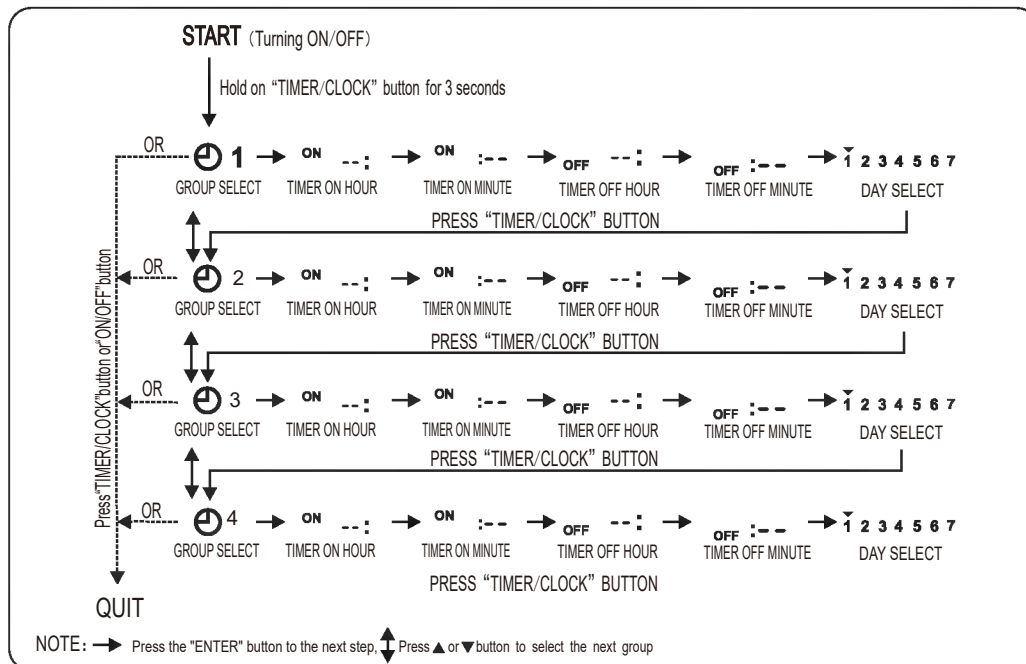 START (Turning ON/OFF)
Hold on “TIMER/CLOCK” button for 3 seconds
OR 1 ON --: ON :-- OFF --: OFF :-- 1 2 3 4 5 6 7
GROUP SELECT TIMER ON HOUR TIMER ON MINUTE TIMER OFF HOUR TIMER OFF MINUTE DAY SELECT
PRESS “TIMER/CLOCK” BUTTON
OR 2 ON --: ON :-- OFF --: OFF :-- 1 2 3 4 5 6 7
GROUP SELECT TIMER ON HOUR TIMER ON MINUTE TIMER OFF HOUR TIMER OFF MINUTE DAY SELECT
PRESS “TIMER/CLOCK” BUTTON
OR 3 ON --: ON :-- OFF --: OFF :-- 1 2 3 4 5 6 7
GROUP SELECT TIMER ON HOUR TIMER ON MINUTE TIMER OFF HOUR TIMER OFF MINUTE DAY SELECT
PRESS “TIMER/CLOCK” BUTTON
OR 4 ON --: ON :-- OFF --: OFF :-- 1 2 3 4 5 6 7
GROUP SELECT TIMER ON HOUR TIMER ON MINUTE TIMER OFF HOUR TIMER OFF MINUTE DAY SELECT
PRESS “TIMER/CLOCK” BUTTON
Press“TIMER/CLOCK”button or“ON/OFF”button
QUIT
NOTE: → Press the "ENTER" button to the next step, Press ▲ or ▼ button to select the next group